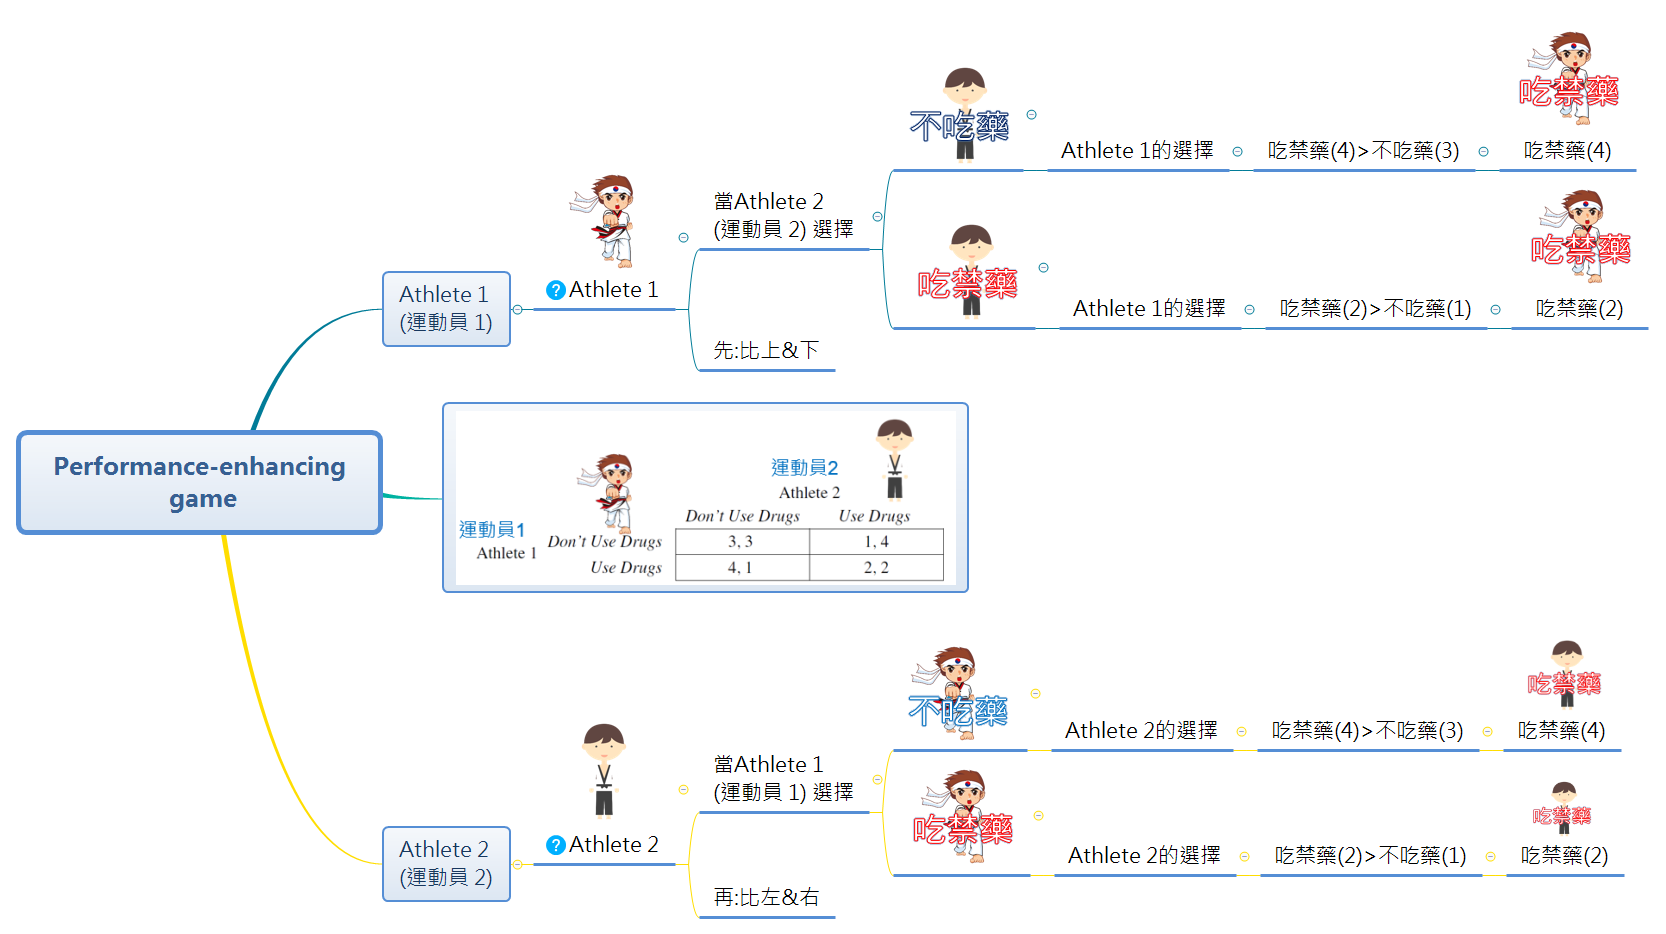 Performance-enhancing
game
Athlete 1
(運動員 1)
? Athlete 1
當Athlete 2
(運動員 2) 選擇
不吃藥
Athlete 1的選擇
吃禁藥(4)>不吃藥(3)
吃禁藥
吃禁藥(4)
吃禁藥
Athlete 1的選擇
吃禁藥(2)>不吃藥(1)
吃禁藥
吃禁藥(2)
先:比上&下
運動員2
Athlete 2
Don't Use Drugs Use Drugs
運動員1
Athlete 1
Don't Use Drugs 3, 3 1, 4
Use Drugs 4, 1 2, 2
Athlete 2
(運動員 2)
? Athlete 2
當Athlete 1
(運動員 1) 選擇
不吃藥
Athlete 2的選擇
吃禁藥(4)>不吃藥(3)
吃禁藥
吃禁藥(4)
吃禁藥
Athlete 2的選擇
吃禁藥(2)>不吃藥(1)
吃禁藥
吃禁藥(2)
再:比左&右